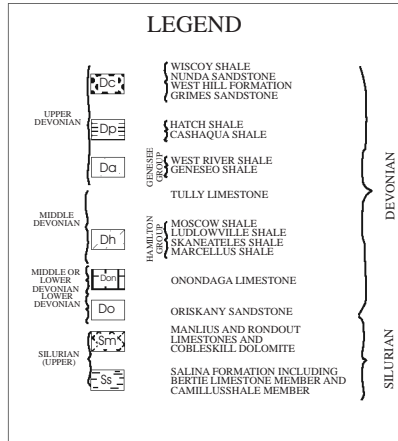 LEGEND
UPPER
DEVONIAN
Dc
WISCOY SHALE
NUNDA SANDSTONE
WEST HILL FORMATION
GRIMES SANDSTONE
Dp
HATCH SHALE
CASHAQUA SHALE
Da
GENESEE
GROUP
WEST RIVER SHALE
GENESEO SHALE
TULLY LIMESTONE
MIDDLE
DEVONIAN
Dh
HAMILTON
GROUP
MOSCOW SHALE
LUDLOWVILLE SHALE
SKANEATELES SHALE
MARCELLUS SHALE
MIDDLE OR
LOWER
DEVONIAN
Don
ONONDAGA LIMESTONE
LOWER
DEVONIAN
Do
ORISKANY SANDSTONE
DEVONIAN
SILURIAN
(UPPER)
Sm
MANLIUS AND RONDOUT
LIMESTONES AND
COBLESKILL DOLOMITE
Ss
SALINA FORMATION INCLUDING
BERTIE LIMESTONE MEMBER AND
CAMILLUSSHALE MEMBER
SILURIAN